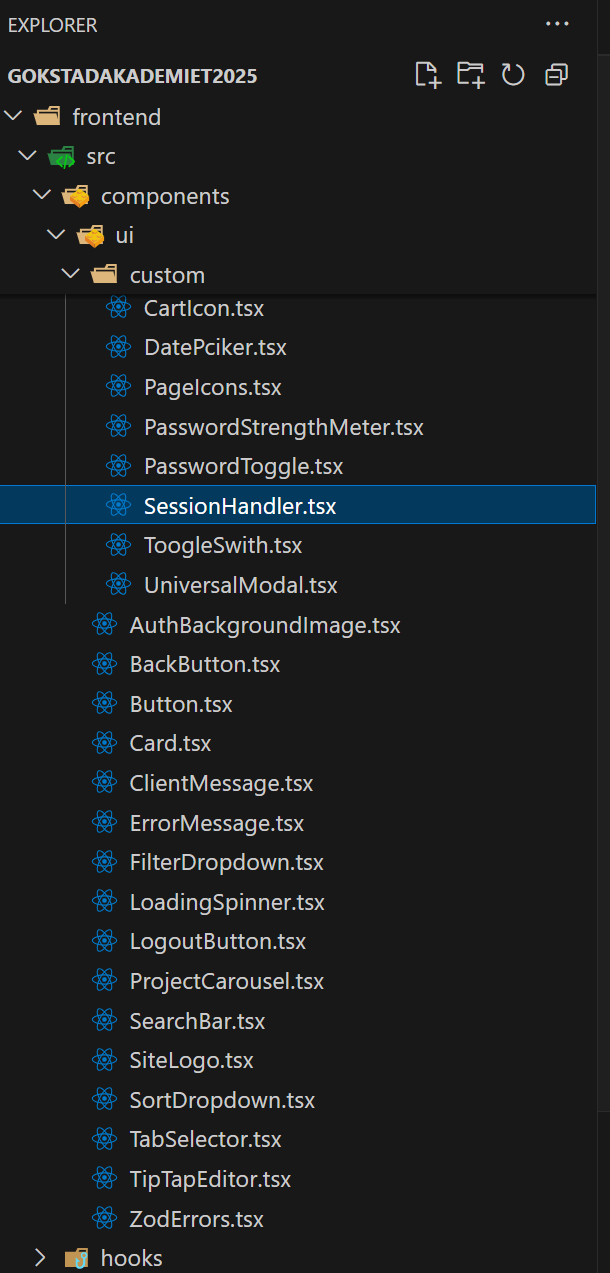 EXPLORER
GOKSTADAKADEMIET2025
frontend
src
components
ui
custom
CartIcon.tsx
DatePciker.tsx
PageIcons.tsx
PasswordStrengthMeter.tsx
PasswordToggle.tsx
SessionHandler.tsx
ToogleSwith.tsx
UniversalModal.tsx
AuthBackgroundImage.tsx
BackButton.tsx
Button.tsx
Card.tsx
ClientMessage.tsx
ErrorMessage.tsx
FilterDropdown.tsx
LoadingSpinner.tsx
LogoutButton.tsx
ProjectCarousel.tsx
SearchBar.tsx
SiteLogo.tsx
SortDropdown.tsx
TabSelector.tsx
TipTapEditor.tsx
ZodErrors.tsx
hooks